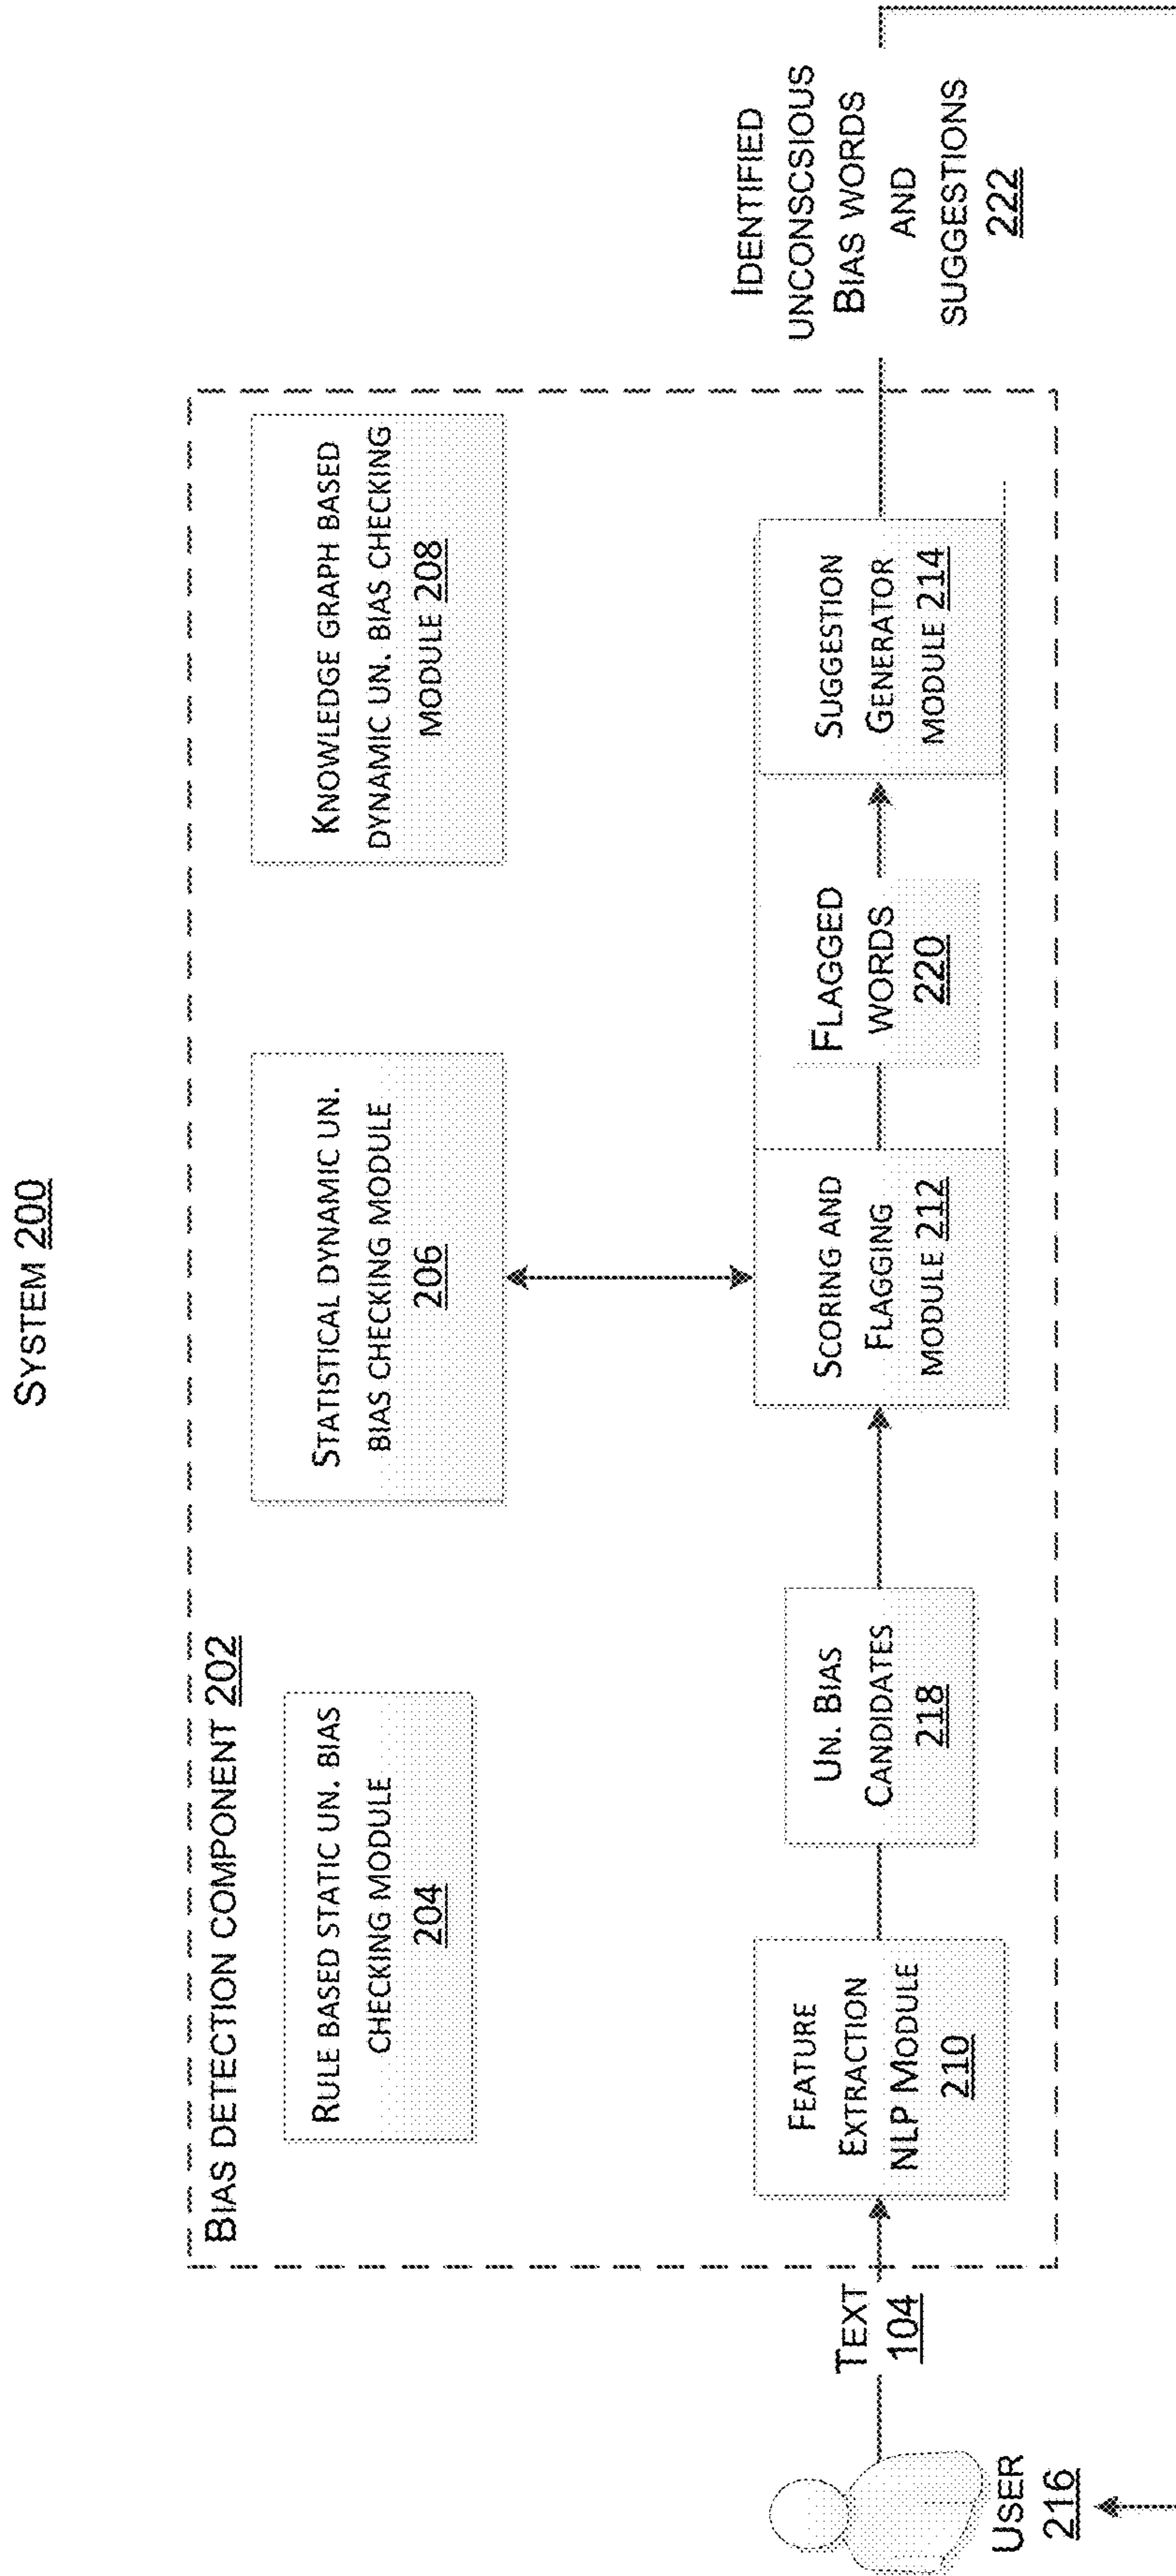 SYSTEM 200
BIAS DETECTION COMPONENT 202
RULE BASED STATIC UN. BIAS
CHECKING MODULE
204
STATISTICAL DYNAMIC UN.
BIAS CHECKING MODULE
206
KNOWLEDGE GRAPH BASED
DYNAMIC UN. BIAS CHECKING
MODULE 208
USER
216
TEXT
104
FEATURE
EXTRACTION
NLP MODULE
210
UN. BIAS
CANDIDATES
218
SCORING AND
FLAGGING
MODULE 212
FLAGGED
WORDS
220
SUGGESTION
GENERATOR
MODULE 214
IDENTIFIED
UNCONSCSIOUS
BIAS WORDS
AND
SUGGESTIONS
222